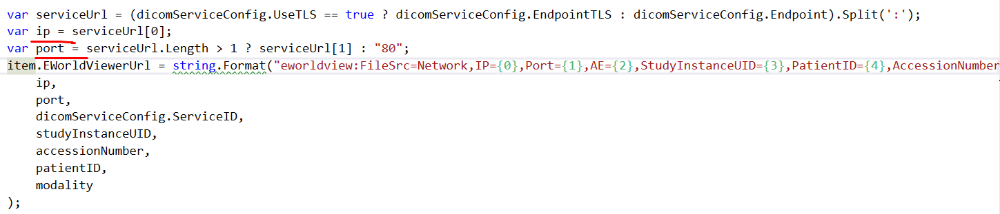 var serviceUrl = (dicomServiceConfig.UseTLS == true ? dicomServiceConfig.EndpointTLS : dicomServiceConfig.Endpoint).Split(':');
var ip = serviceUrl[0];
var port = serviceUrl.Length > 1 ? serviceUrl[1] : "80";
item.EWorldViewerUrl = string.Format("eworldview:FileSrc=Network,IP={0},Port={1},AE={2},StudyInstanceUID={3},PatientID={4},AccessionNumber
    ip,
    port,
    dicomServiceConfig.ServiceID,
    studyInstanceUID,
    accessionNumber,
    patientID,
    modality
);